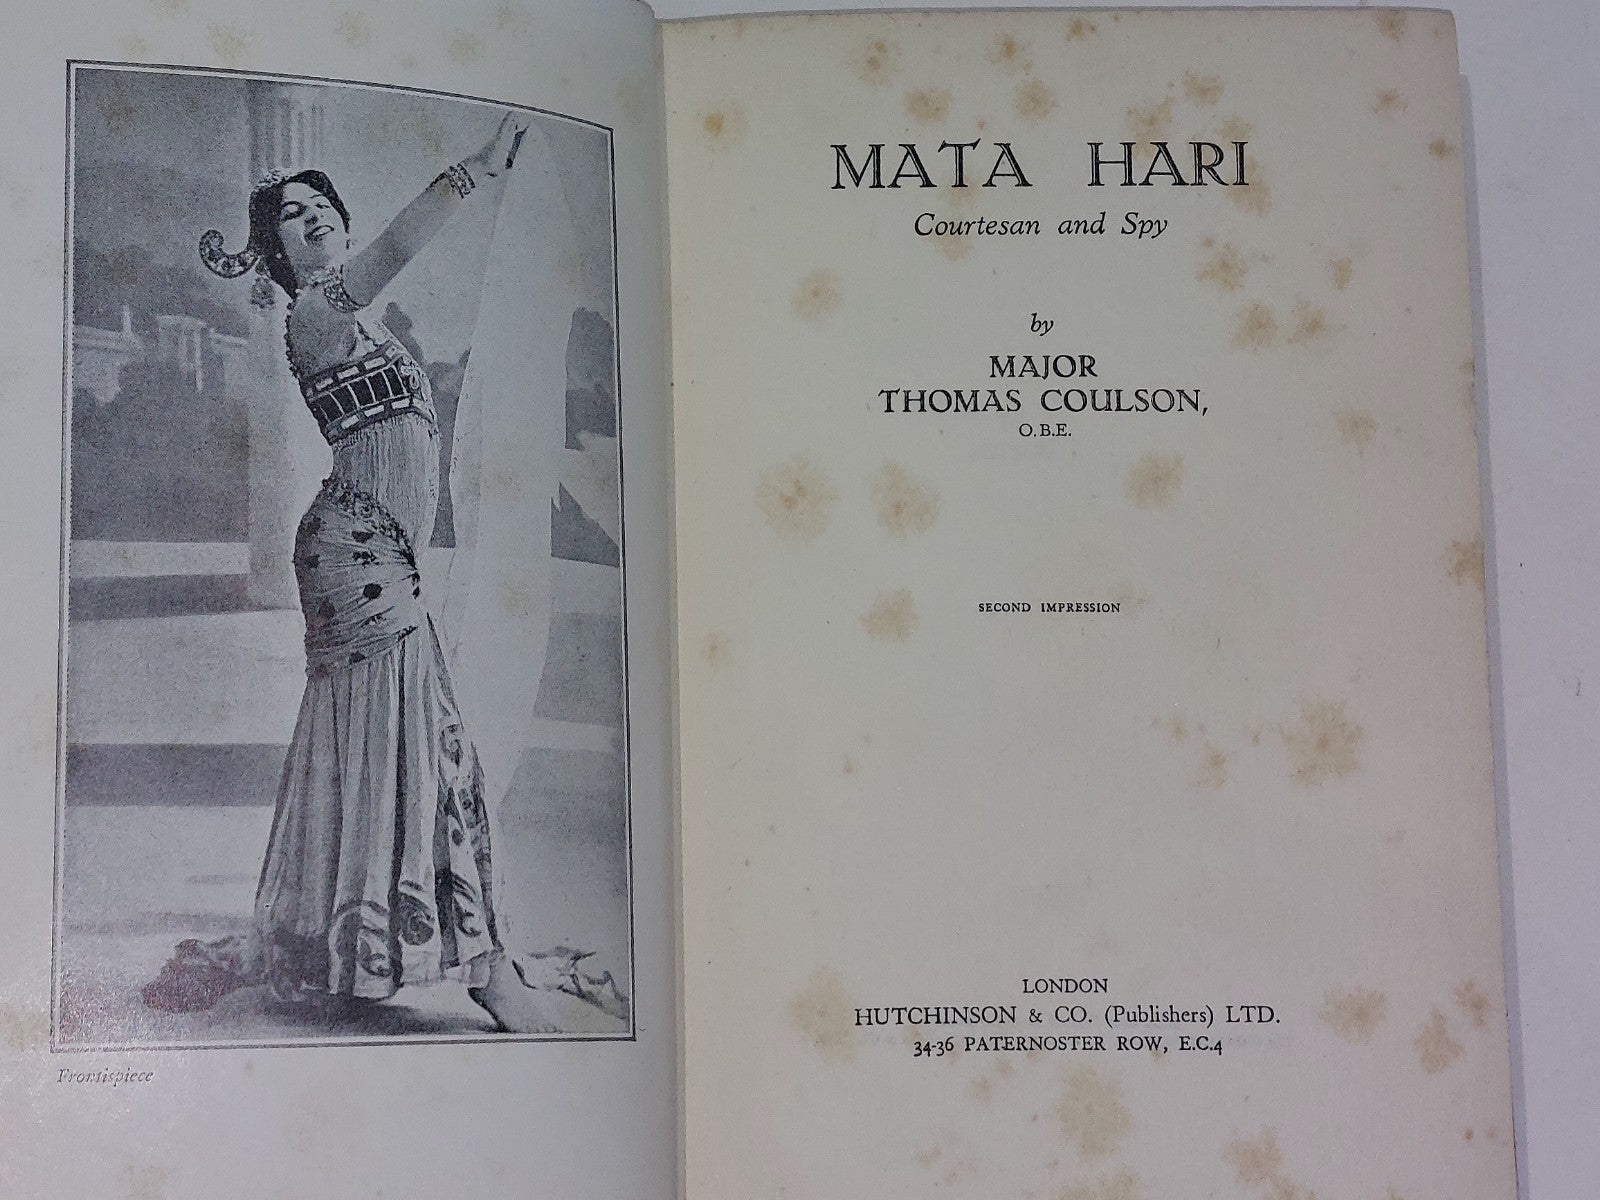 Frontispiece
MATA HARI
Courtesan and Spy
by
MAJOR
THOMAS COULSON,
O.B.E.
SECOND IMPRESSION
LONDON
HUTCHINSON & CO. (Publishers) LTD.
34-36 PATERNOSTER ROW, E.C.4